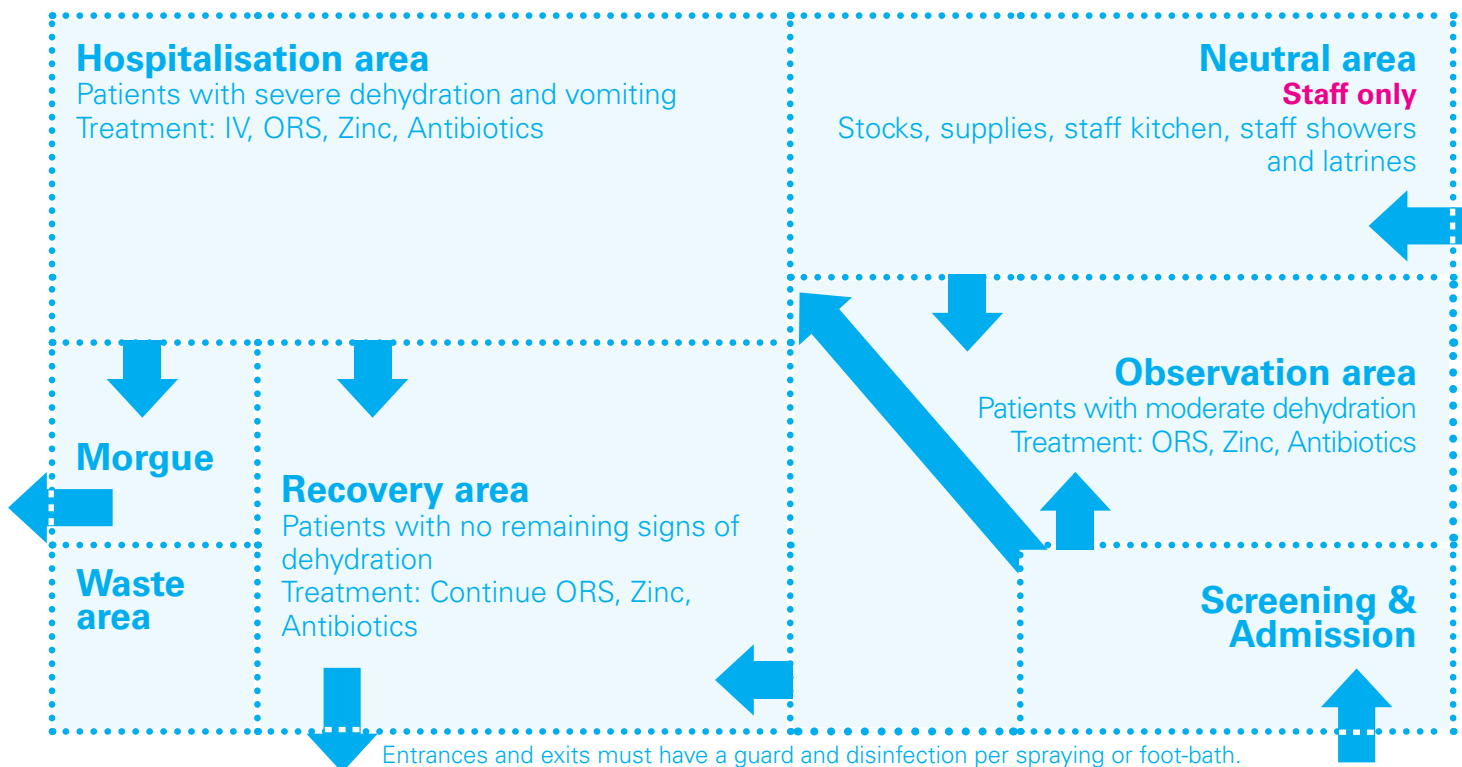 Hospitalisation area
Patients with severe dehydration and vomiting
Treatment: IV, ORS, Zinc, Antibiotics
Neutral area
Staff only
Stocks, supplies, staff kitchen, staff showers
and latrines
Observation area
Patients with moderate dehydration
Treatment: ORS, Zinc, Antibiotics
Morgue
Recovery area
Patients with no remaining signs of
dehydration
Treatment: Continue ORS, Zinc,
Antibiotics
Waste
area
Screening &
Admission
Entrances and exits must have a guard and disinfection per spraying or foot-bath.